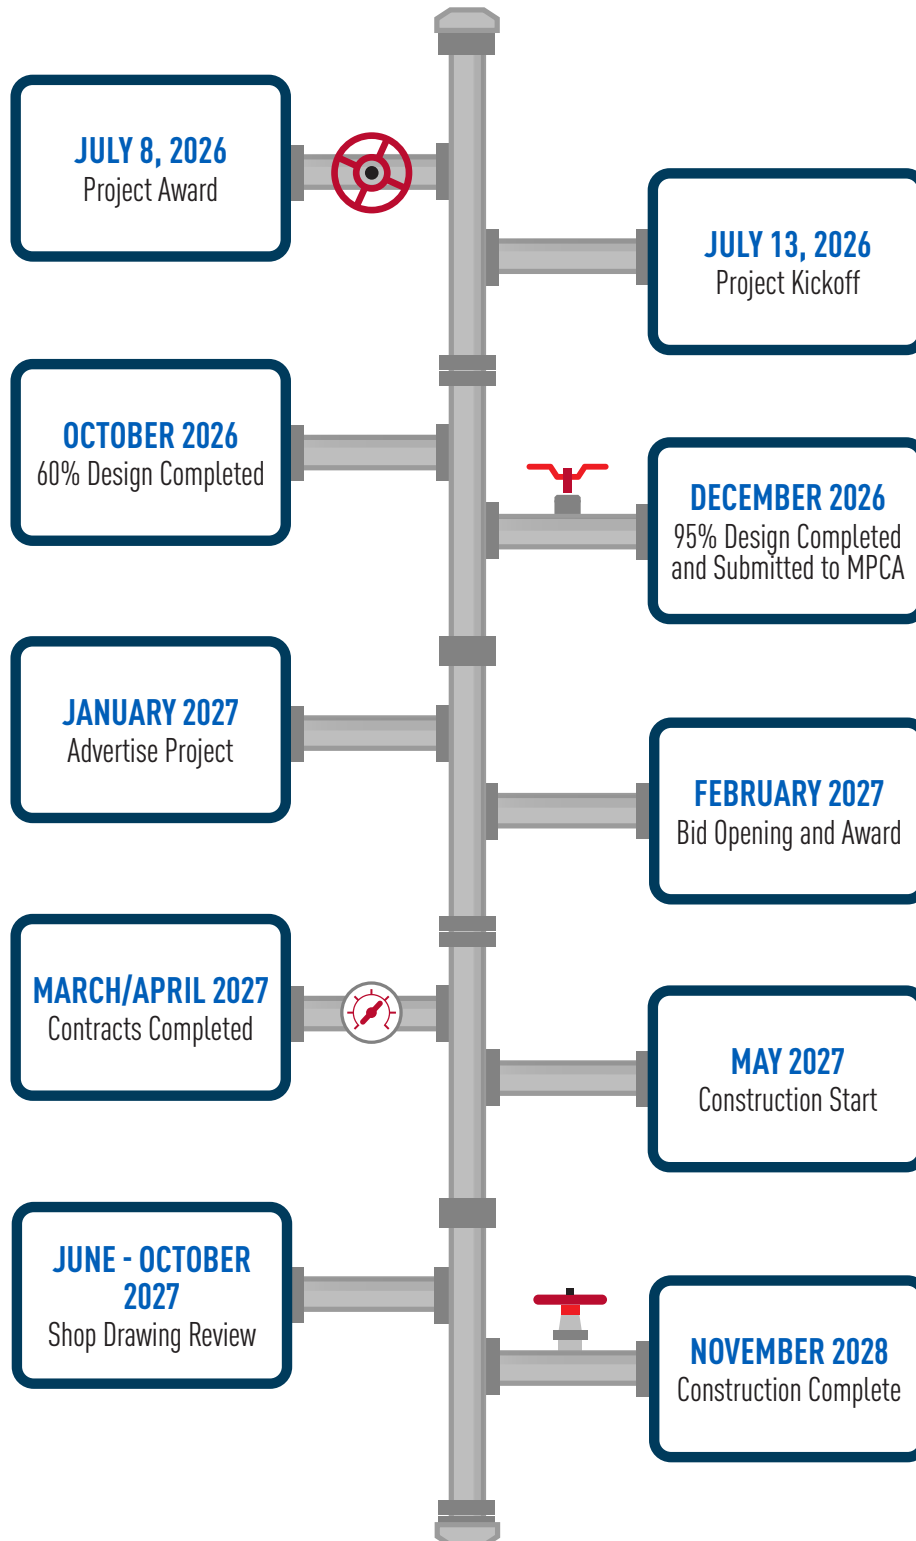 JULY 8, 2026
Project Award
JULY 13, 2026
Project Kickoff
OCTOBER 2026
60% Design Completed
DECEMBER 2026
95% Design Completed
and Submitted to MPCA
JANUARY 2027
Advertise Project
FEBRUARY 2027
Bid Opening and Award
MARCH/APRIL 2027
Contracts Completed
MAY 2027
Construction Start
JUNE - OCTOBER
2027
Shop Drawing Review
NOVEMBER 2028
Construction Complete